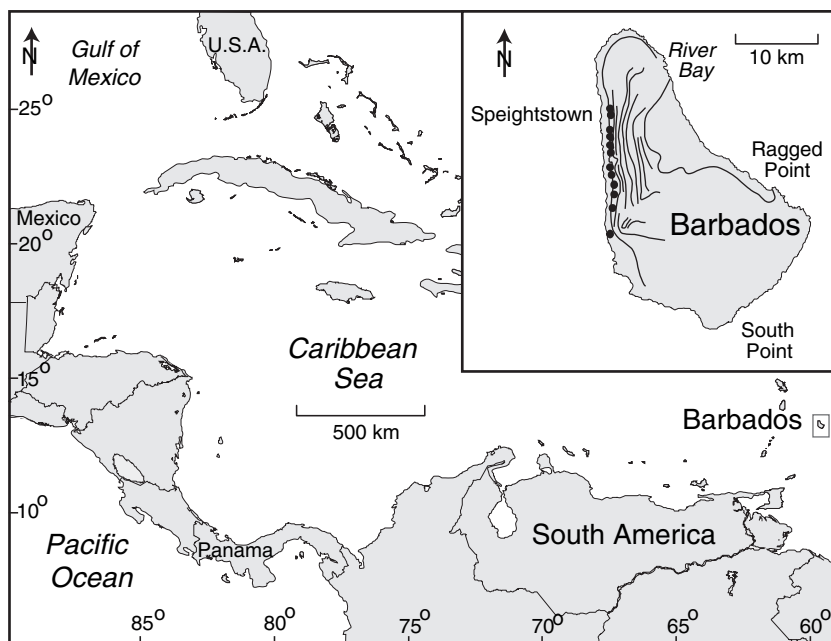 N
Gulf of
Mexico
U.S.A.
25°
Mexico
20°
15°
10°
Caribbean
Sea
500 km
Barbados
South America
Panama
Pacific
Ocean
85°
80°
75°
70°
65°
60°
N
River
Bay
10 km
Speightstown
Ragged
Point
Barbados
South
Point